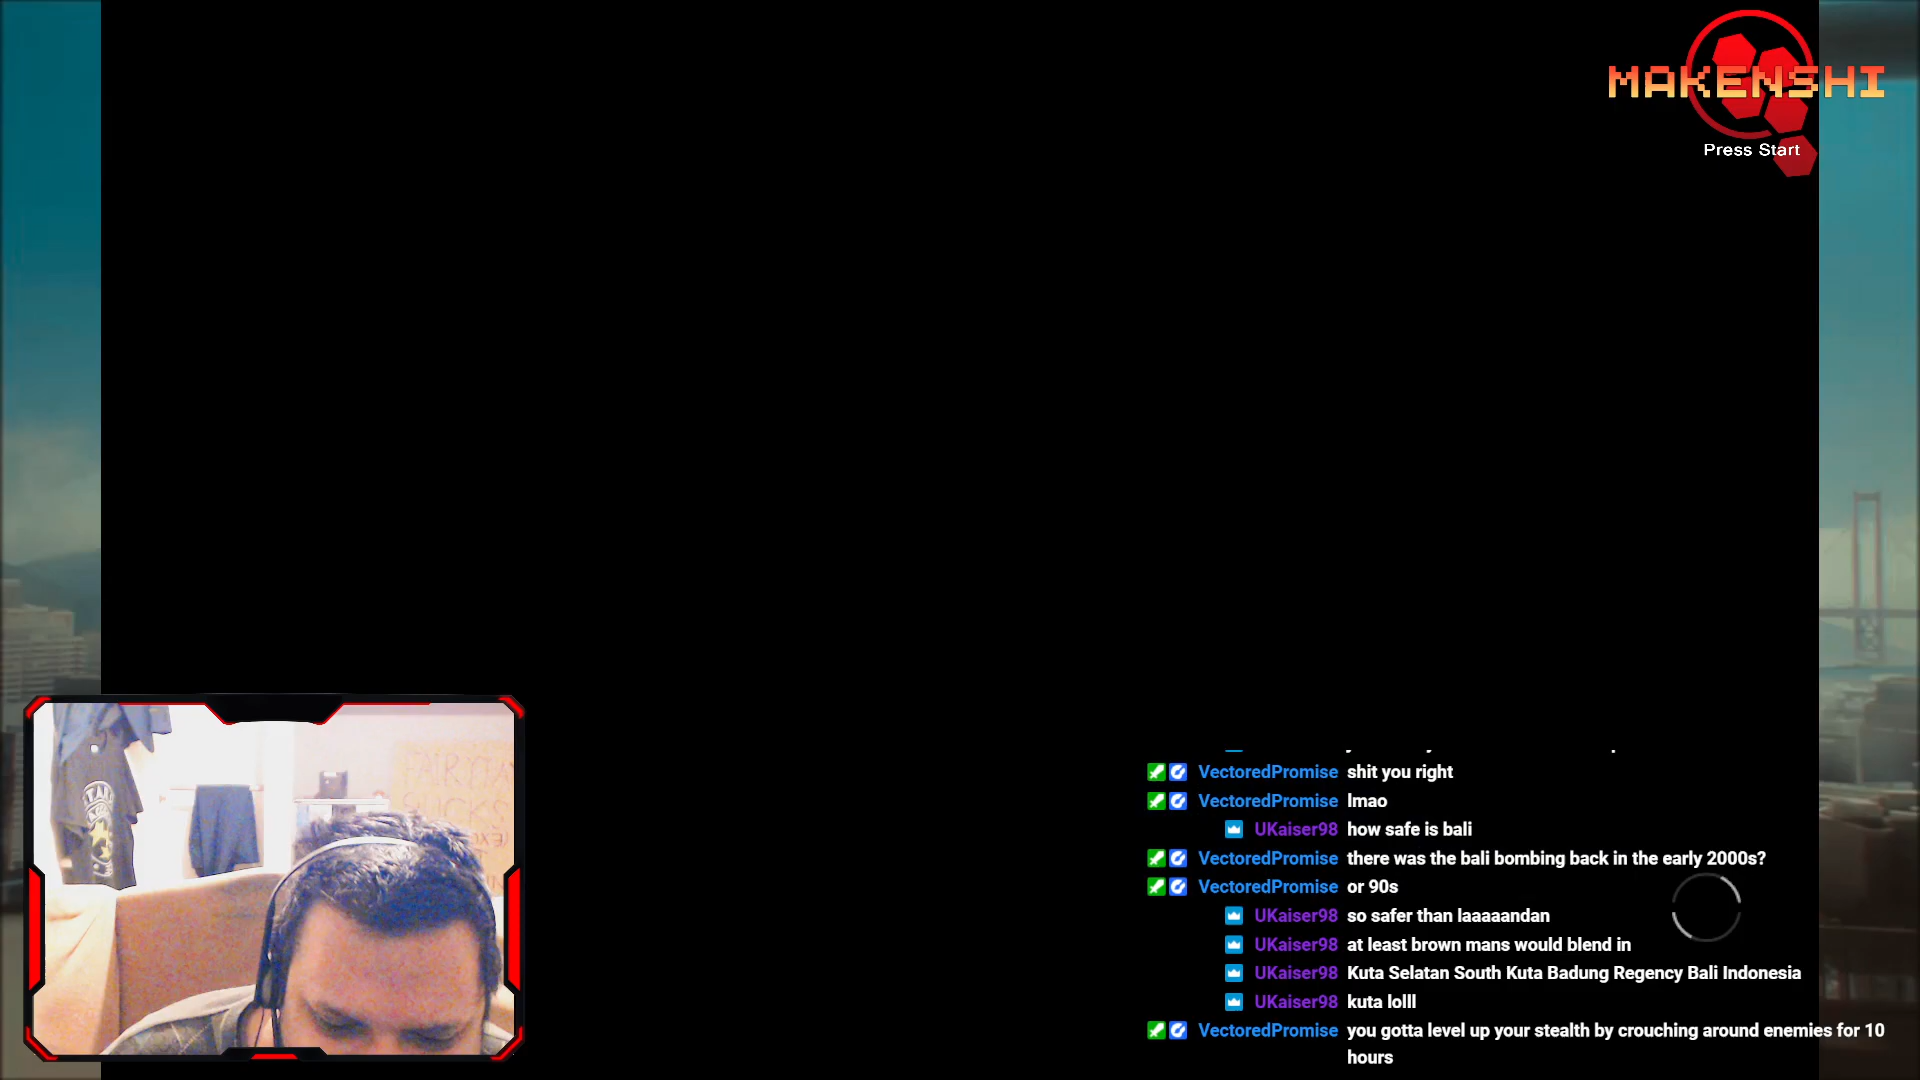 MAKENSHI
Press Start
VectoredPromise shit you right
VectoredPromise lmao
UKaiser98 how safe is bali
VectoredPromise there was the bali bombing back in the early 2000s?
VectoredPromise or 90s
UKaiser98 so safer than laaaaandan
UKaiser98 at least brown mans would blend in
UKaiser98 Kuta Selatan South Kuta Badung Regency Bali Indonesia
UKaiser98 kuta lolll
VectoredPromise you gotta level up your stealth by crouching around enemies for 10
hours
FAIRYFAX
SUCKS